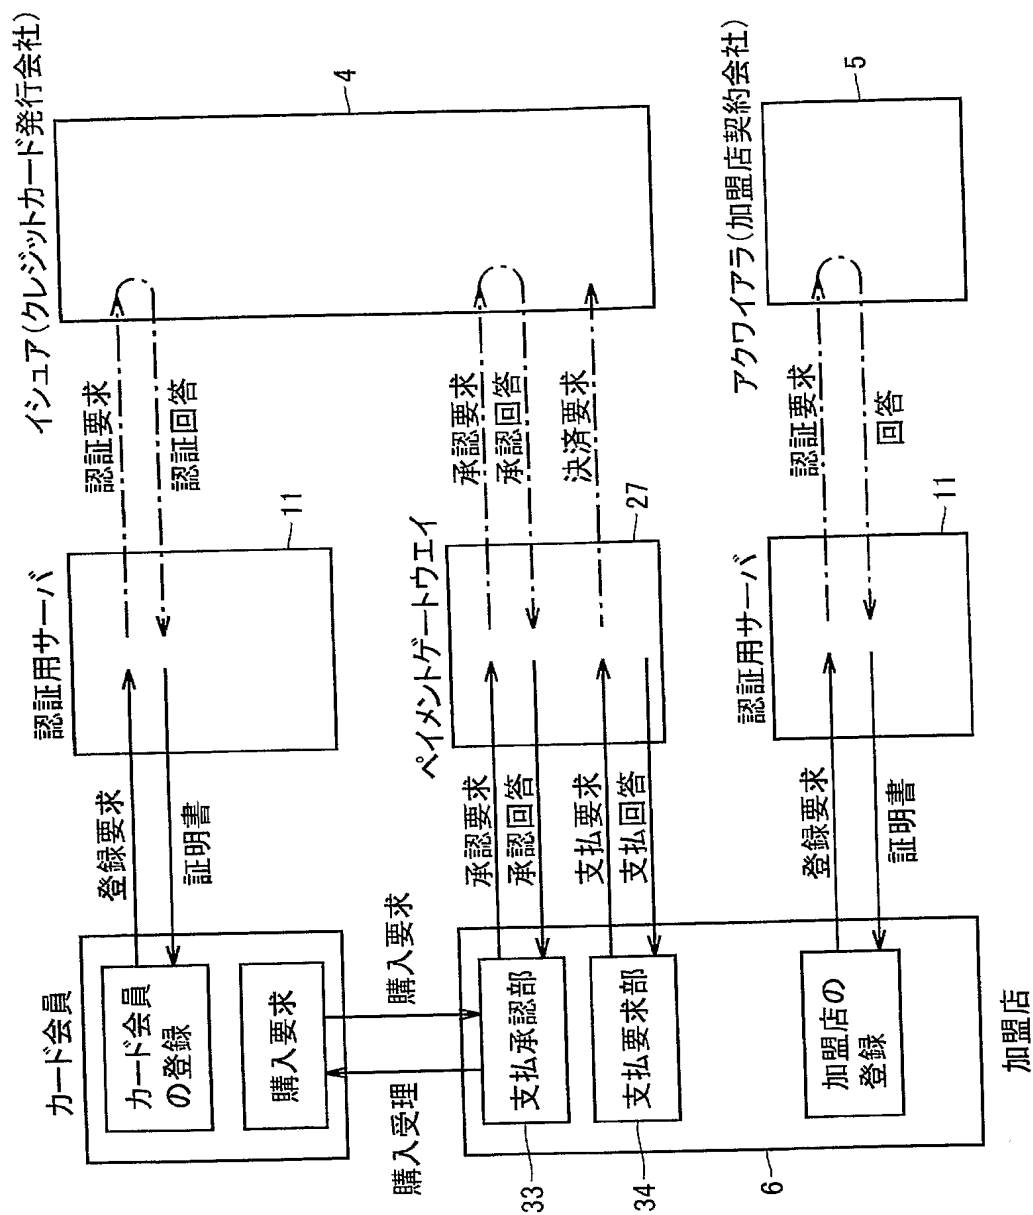 カード会員
カード会員
の登録
購入要求
登録要求
証明書
認証用サーバ
11
認証要求
認証回答
イシュア(クレジットカード発行会社)
4
購入要求
購入受理
支払承認部
33
支払要求部
34
加盟店の
登録
6
加盟店
承認要求
承認回答
支払要求
支払回答
ペイメントゲートウエイ
27
承認要求
承認回答
決済要求
登録要求
証明書
認証用サーバ
11
認証要求
回答
アクワイアラ(加盟店契約会社)
5